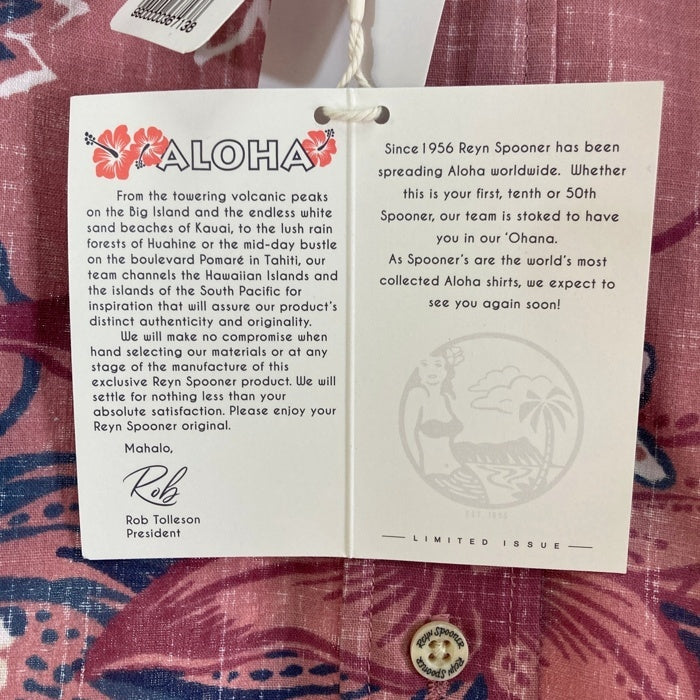 980000367138
ALOHA
From the towering volcanic peaks
on the Big Island and the endless white
sand beaches of Kauai, to the lush rain
forests of Huahine or the mid-day bustle
on the boulevard Pomaré in Tahiti, our
team channels the Hawaiian Islands and
the islands of the South Pacific for
inspiration that will assure our product's
distinct authenticity and originality.
We will make no compromise when
hand selecting our materials or at any
stage of the manufacture of this
exclusive Reyn Spooner product. We will
settle for nothing less than your
absolute satisfaction. Please enjoy your
Reyn Spooner original.
Mahalo,
Rob
Rob Tolleson
President
Since 1956 Reyn Spooner has been
spreading Aloha worldwide. Whether
this is your first, tenth or 50th
Spooner, our team is stoked to have
you in our 'Ohana.
As Spooner's are the world's most
collected Aloha shirts, we expect to
see you again soon!
EST. 1956
LIMITED ISSUE
REYN SPOONER
REYN SPOONER